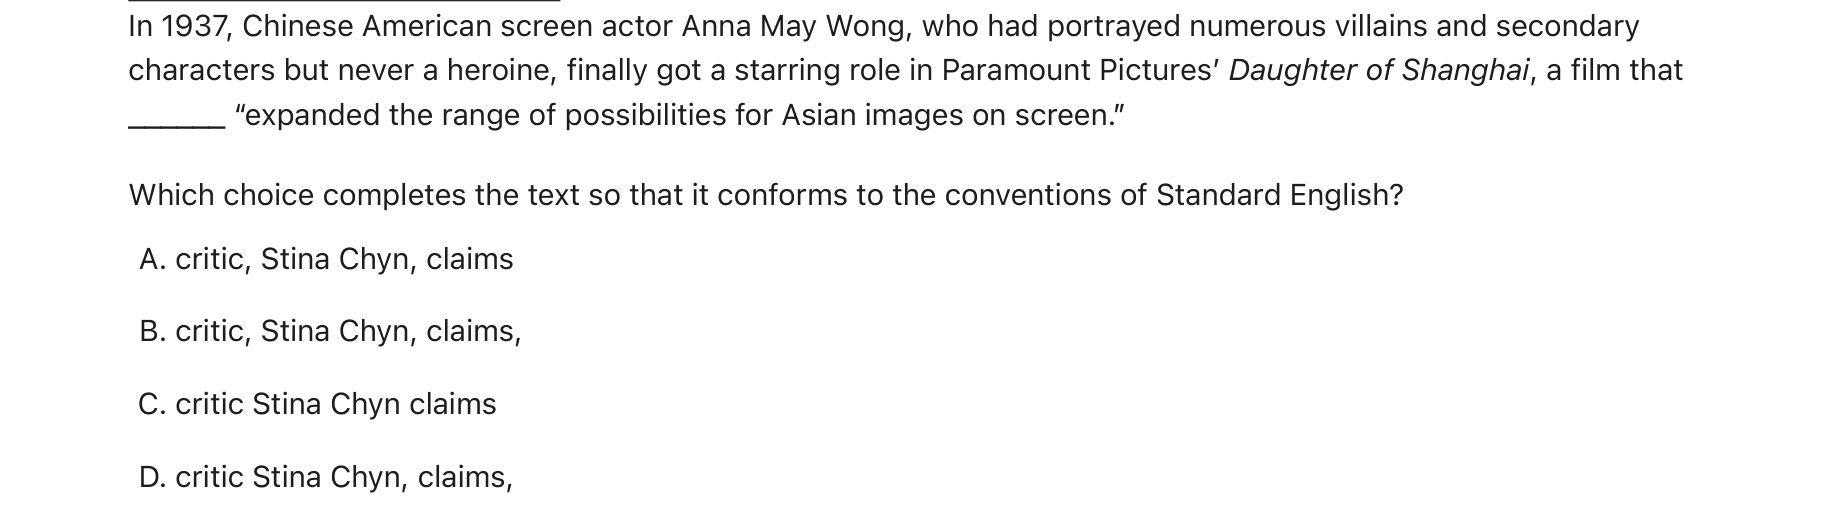 In 1937, Chinese American screen actor Anna May Wong, who had portrayed numerous villains and secondary
characters but never a heroine, finally got a starring role in Paramount Pictures’ Daughter of Shanghai, a film that
______ “expanded the range of possibilities for Asian images on screen.”
Which choice completes the text so that it conforms to the conventions of Standard English?
A. critic, Stina Chyn, claims
B. critic, Stina Chyn, claims,
C. critic Stina Chyn claims
D. critic Stina Chyn, claims,